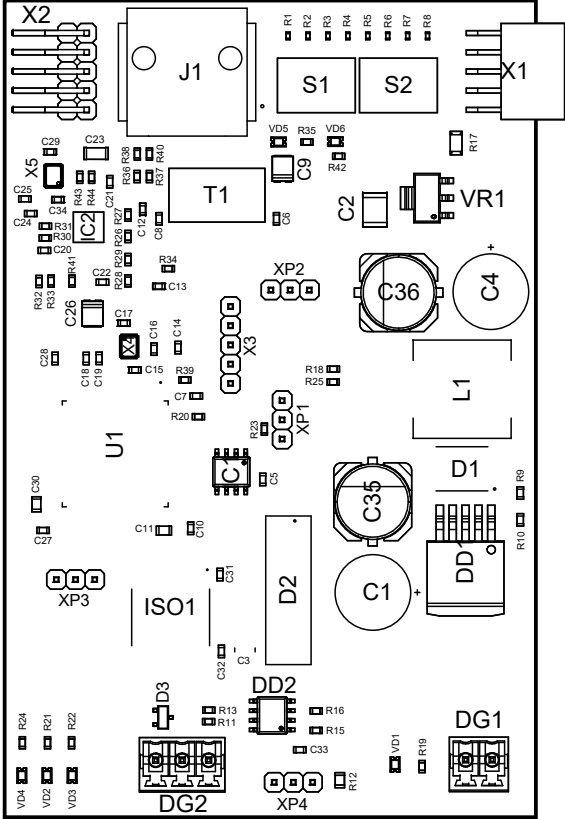 X2
J1
R1
R2
R3
R4
R5
R6
R7
R8
S1
S2
X1
C29
C23
R38
R40
VD5
R35
VD6
R42
R17
X5
R43
R44
C21
R36
R37
T1
C9
C2
VR1
C25
C24
C34
R31
R30
C20
IC2
R27
C12
C8
R26
C6
R29
R34
R32
R33
R41
C22
R28
C13
XP2
C36
C4
C26
C17
X4
C16
C14
X3
C28
C18
C19
C15
R39
R18
R25
L1
C7
R20
R23
XP1
U1
C1
C5
C35
D1
R9
C30
C27
C11
C10
R10
DD1
XP3
ISO1
C31
D2
C1
C32
C3
D3
R13
R11
DD2
R16
R15
C33
R24
R21
R22
VD4
VD2
VD3
DG2
XP4
R12
VD1
R19
DG1